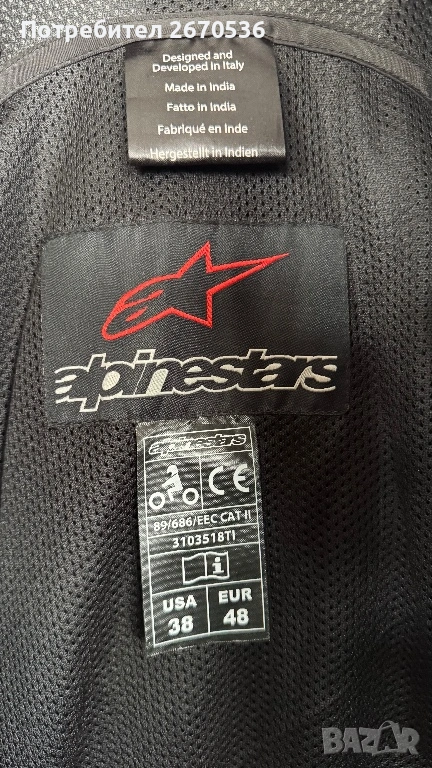 Потребител 2670536
Designed and
Developed in Italy
Made in India
Fatto in India
Fabriqué en Inde
Hergestellt in Indien
alpinestars
alpinestars
CE
89/686/EEC CAT-II
3103518TI
i
USA EUR
38 48
BAZAR